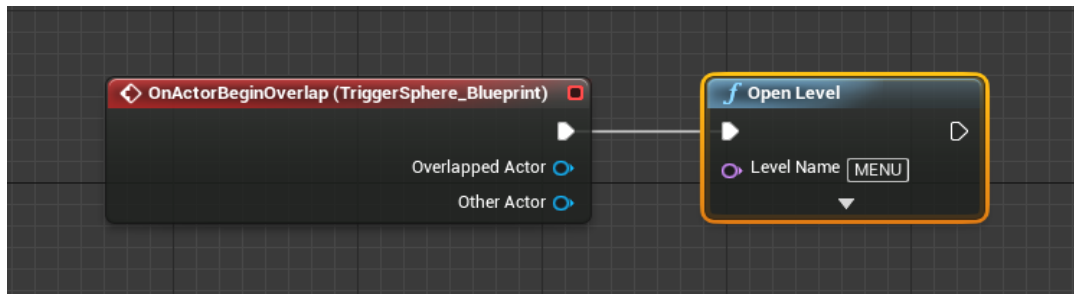 OnActorBeginOverlap (TriggerSphere_Blueprint)
Overlapped Actor
Other Actor
f Open Level
Level Name MENU